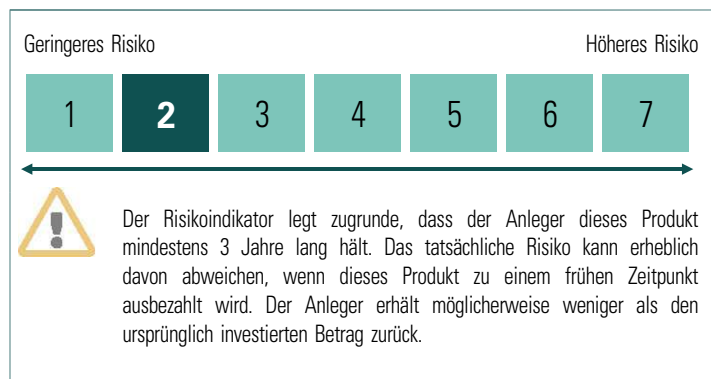 Geringeres Risiko Höheres Risiko
1 2 3 4 5 6 7
Der Risikoindikator legt zugrunde, dass der Anleger dieses Produkt
mindestens 3 Jahre lang hält. Das tatsächliche Risiko kann erheblich
davon abweichen, wenn dieses Produkt zu einem frühen Zeitpunkt
ausbezahlt wird. Der Anleger erhält möglicherweise weniger als den
ursprünglich investierten Betrag zurück.